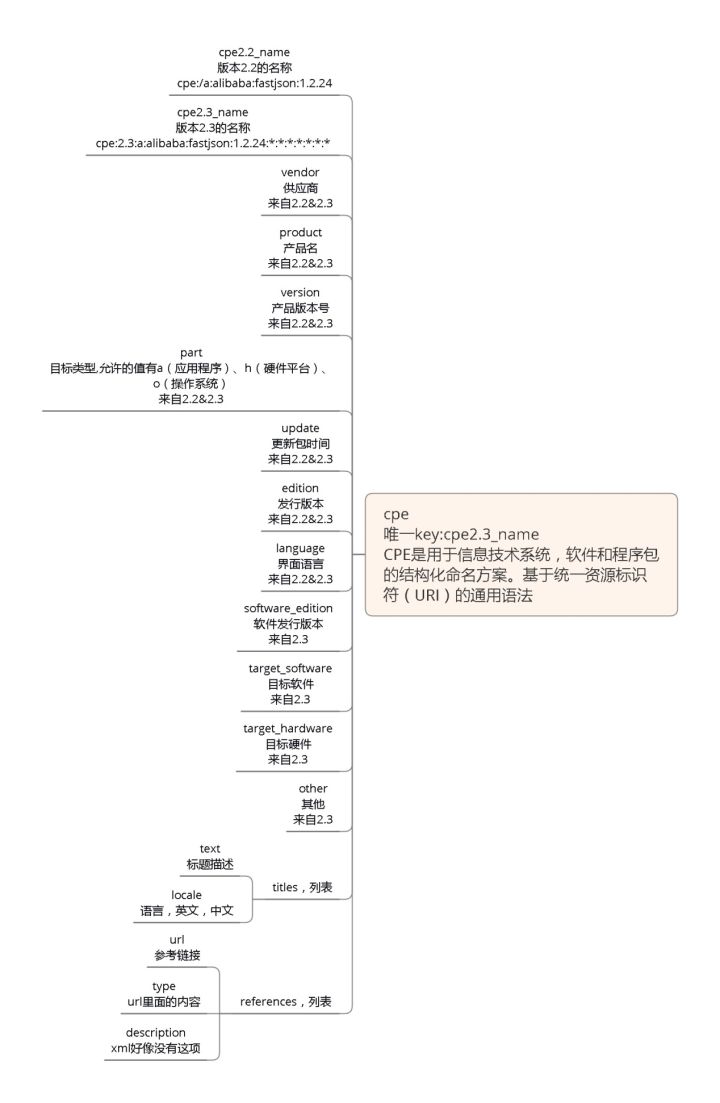 cpe2.2_name
版本2.2的名称
cpe:/a:alibaba:fastjson:1.2.24
cpe2.3_name
版本2.3的名称
cpe:2.3:a:alibaba:fastjson:1.2.24:*:*:*:*:*:*:*
vendor
供应商
来自2.2&2.3
product
产品名
来自2.2&2.3
version
产品版本号
来自2.2&2.3
part
目标类型,允许的值有a（应用程序）、h（硬件平台）、
o（操作系统）
来自2.2&2.3
update
更新包时间
来自2.2&2.3
edition
发行版本
来自2.2&2.3
language
界面语言
来自2.2&2.3
software_edition
软件发行版本
来自2.3
target_software
目标软件
来自2.3
target_hardware
目标硬件
来自2.3
other
其他
来自2.3
text
标题描述
locale
语言，英文，中文
titles，列表
url
参考链接
type
url里面的内容
description
xml好像没有这项
references，列表
cpe
唯一key:cpe2.3_name
CPE是用于信息技术系统，软件和程序包
的结构化命名方案。基于统一资源标识
符（URI）的通用语法